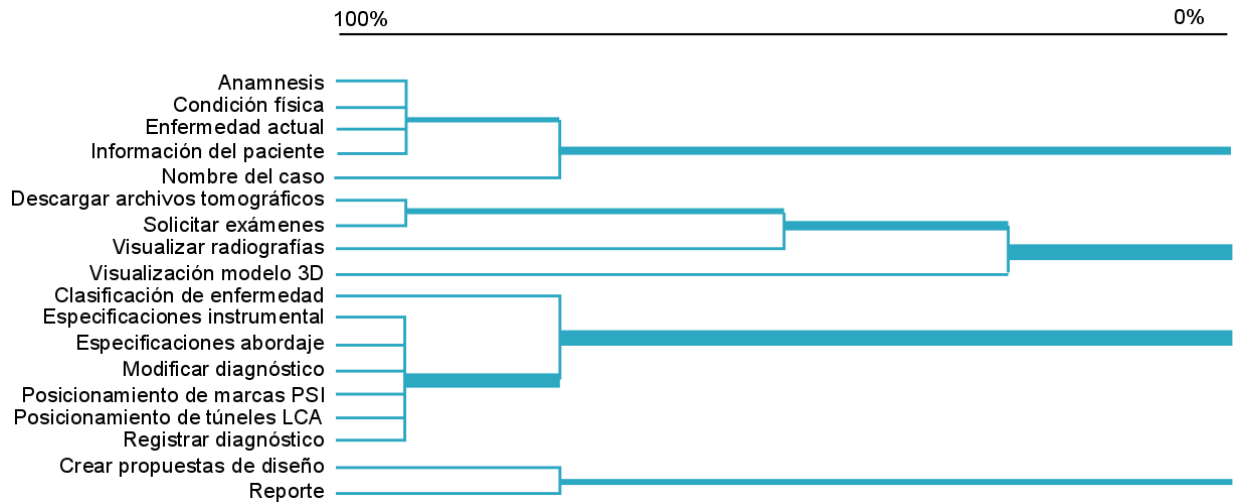 100% 0%
Anamnesis
Condición física
Enfermedad actual
Información del paciente
Nombre del caso
Descargar archivos tomográficos
Solicitar exámenes
Visualizar radiografías
Visualización modelo 3D
Clasificación de enfermedad
Especificaciones instrumental
Especificaciones abordaje
Modificar diagnóstico
Posicionamiento de marcas PSI
Posicionamiento de túneles LCA
Registrar diagnóstico
Crear propuestas de diseño
Reporte